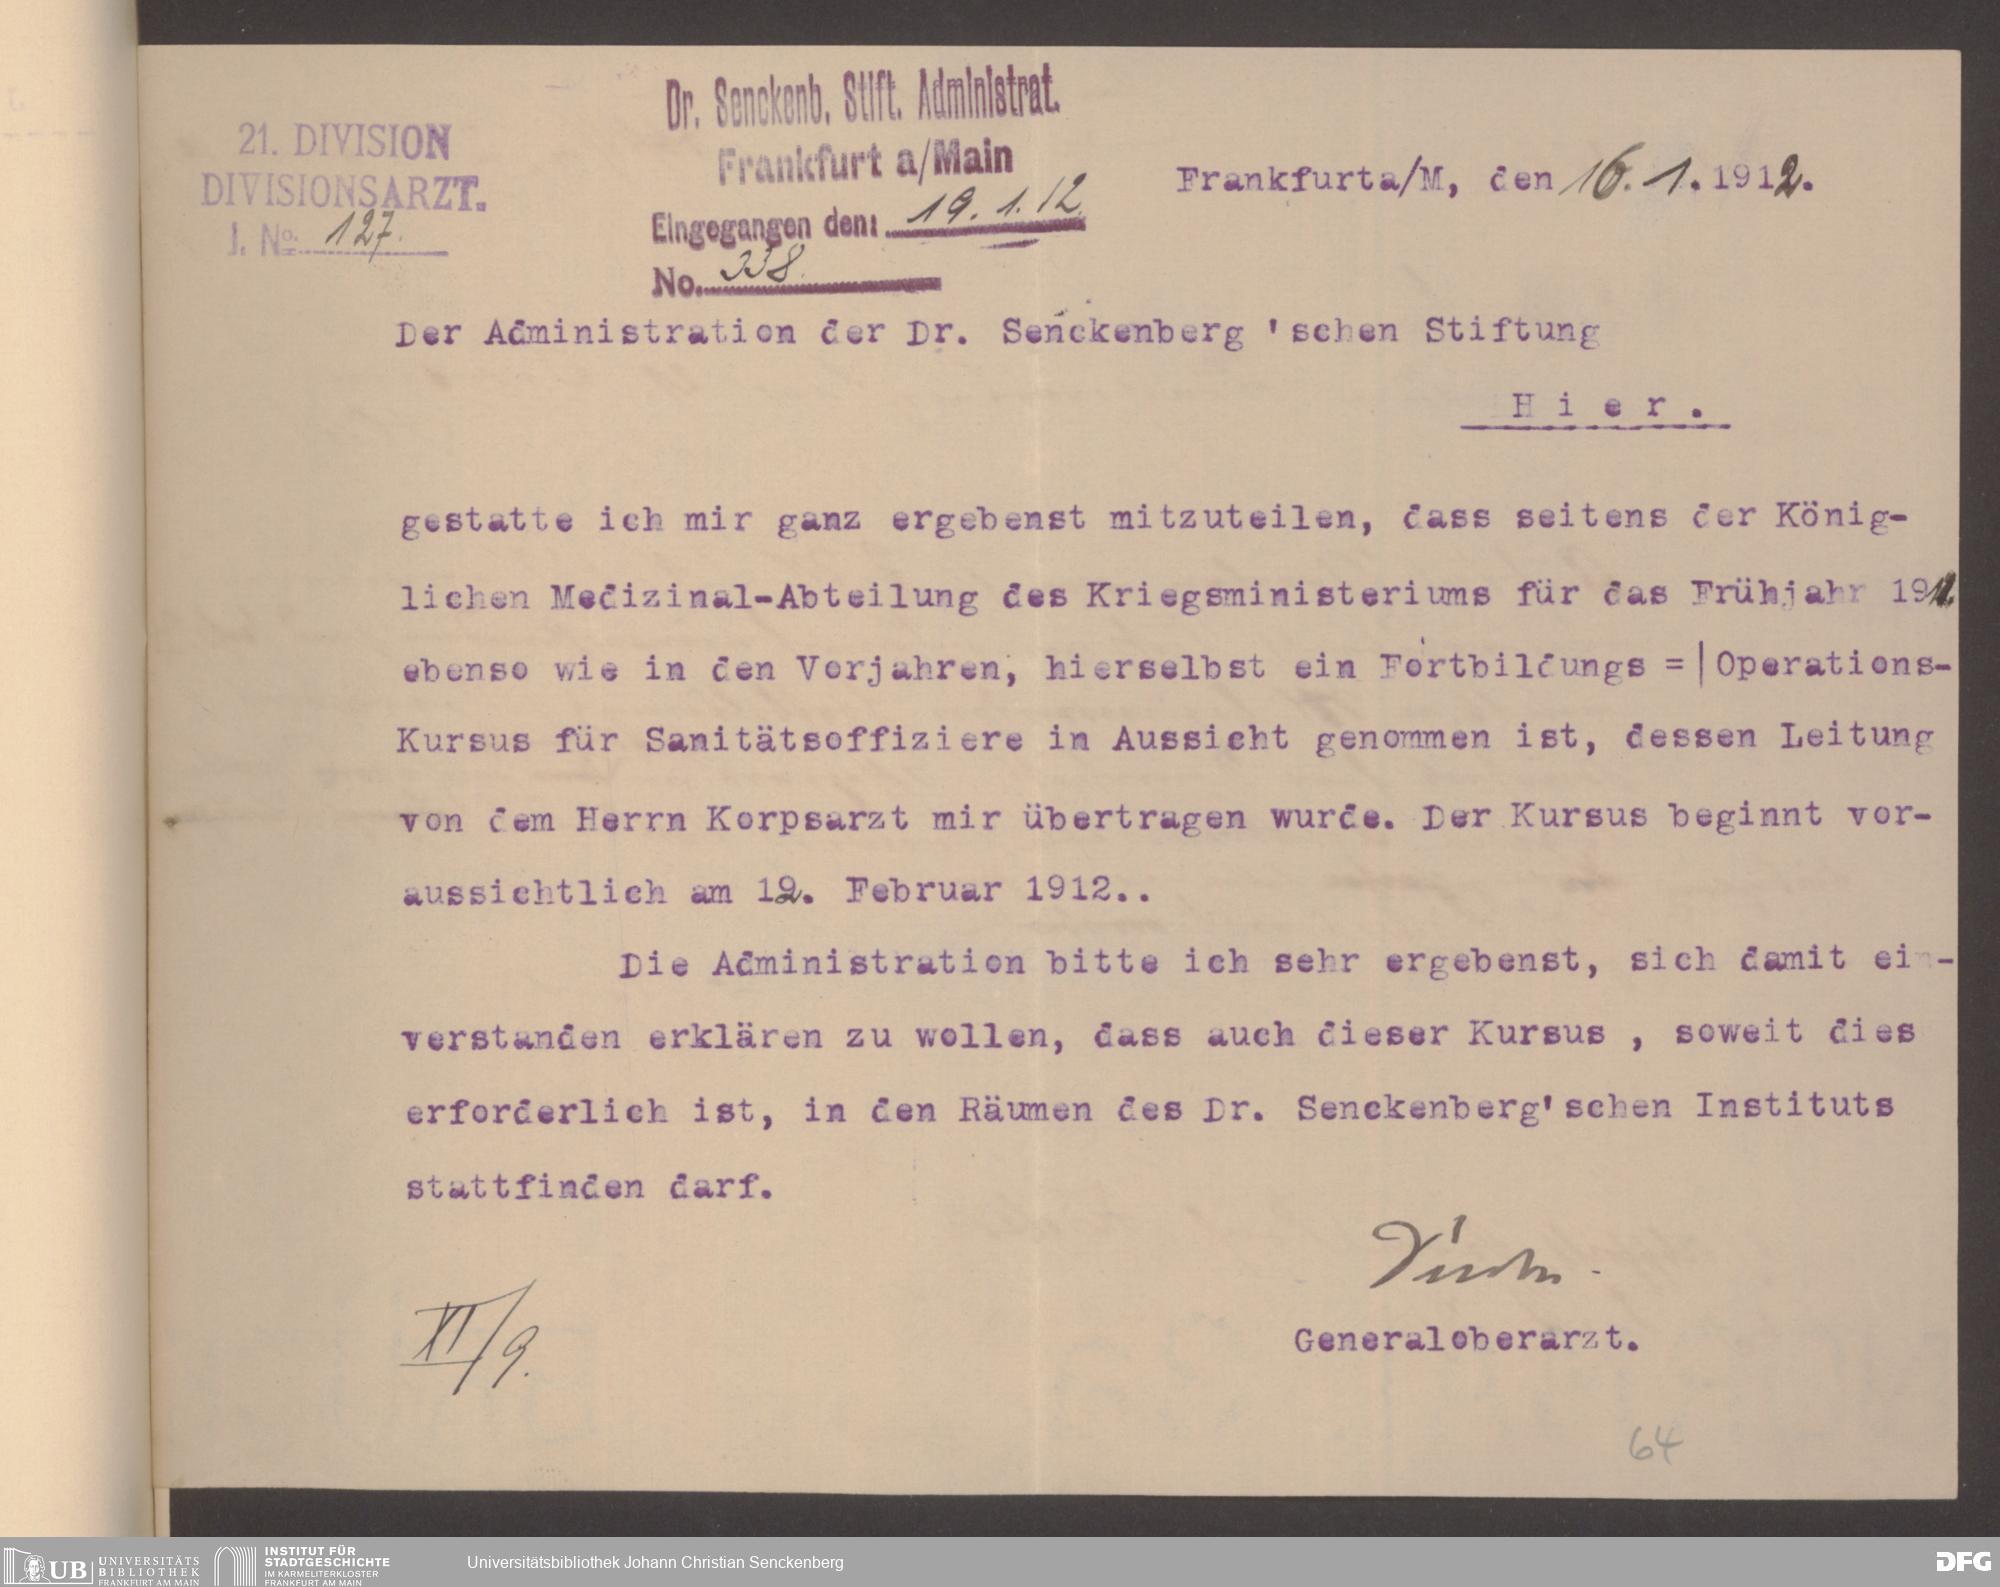 21. DIVISION
DIVISIONSARZT.
J. No. 127.
Dr. Senckenb. Stift. Administrat.
Frankfurt a/Main
Eingegangen den: 19. 1. 12.
No. 338.
Frankfurta/M, den 16. 1. 1912.
Der Administration der Dr. Senckenberg 'schen Stiftung
Hier.
gestatte ich mir ganz ergebenst mitzuteilen, dass seitens der König-
lichen Medizinal-Abteilung des Kriegsministeriums für das Frühjahr
ebenso wie in den Vorjahren, hierselbst ein Fortbildungs = | Operations-
Kursus für Sanitätsoffiziere in Aussicht genommen ist, dessen Leitung
von dem Herrn Korpsarzt mir übertragen wurde. Der Kursus beginnt vor-
aussichtlich am 12. Februar 1912..
Die Administration bitte ich sehr ergebenst, sich damit ein-
verstanden erklären zu wollen, dass auch dieser Kursus , soweit dies
erforderlich ist, in den Räumen des Dr. Senckenberg'schen Instituts
stattfinden darf.
Generaloberarzt.
XI/9.
64
UB UNIVERSITÄTS
BIBLIOTHEK
FRANKFURT AM MAIN
INSTITUT FÜR
STADTGESCHICHTE
IM KARMELITERKLOSTER
FRANKFURT AM MAIN
Universitätsbibliothek Johann Christian Senckenberg
DFG